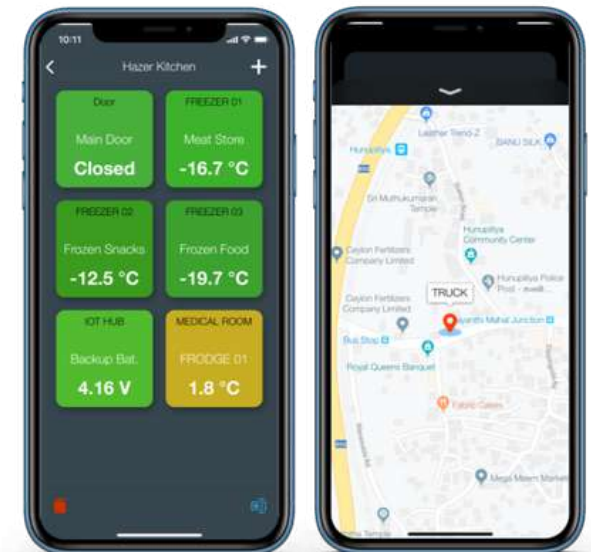 10:11
Hazer Kitchen
Door
Main Door
Closed
FREEZER 01
Meat Store
-16.7 °C
FREEZER 02
Frozen Snacks
-12.5 °C
FREEZER 03
Frozen Food
-19.7 °C
IOT HUB
Backup Bat.
4.16 V
MEDICAL ROOM
FRODGE 01
1.8 °C
Leather Trend-Z
BANU SILK
Hunupitiya
Sri Muthukumaran
Temple
Hunupitiya
Community Center
Ceylon Fertilizers
Company Limited
Hunupitiya Police
Post -
TRUCK
Ceylon Fertilizers
Company Limited
Mahal Junction
Bus Stop
Royal Queens Banquet
Fabric Cakes
Mega Meem Market
Temple